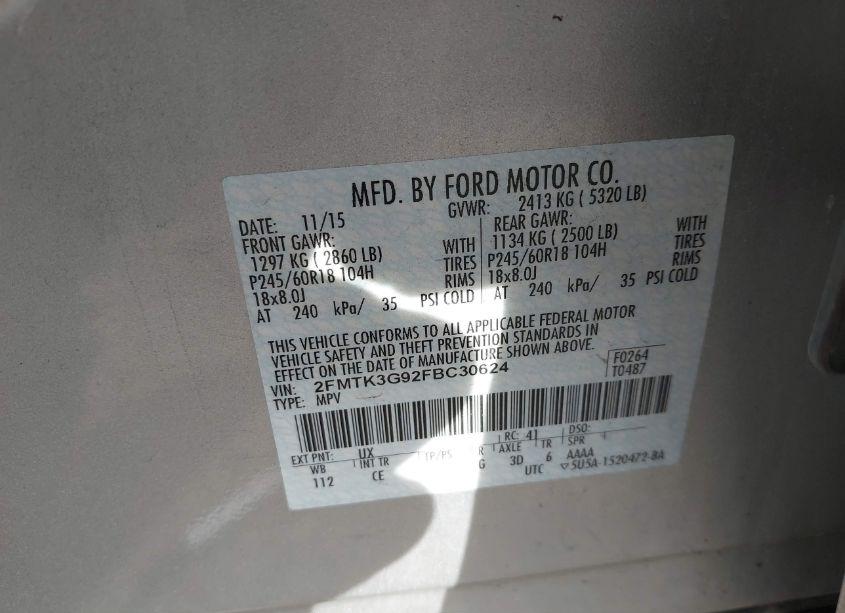 MFD. BY FORD MOTOR CO.
DATE: 11/15 GVWR: 2413 KG ( 5320 LB)
FRONT GAWR: REAR GAWR:
1297 KG ( 2860 LB) WITH 1134 KG ( 2500 LB) WITH
P245/60R18 104H TIRES P245/60R18 104H TIRES
18x8.0J RIMS 18x8.0J RIMS
AT 240 kPa/ 35 PSI COLD AT 240 kPa/ 35 PSI COLD
THIS VEHICLE CONFORMS TO ALL APPLICABLE FEDERAL MOTOR
VEHICLE SAFETY AND THEFT PREVENTION STANDARDS IN
EFFECT ON THE DATE OF MANUFACTURE SHOWN ABOVE.
VIN: 2FMTK3G92FBC30624 F0264
TYPE: MPV T0487
EXT PNT: UX RC: 41 DSO:
WB INT TR TP/PS R AXLE TR SPR
112 CE G 3D 6 AAAA
UTC ▽5U5A-1520472-BA